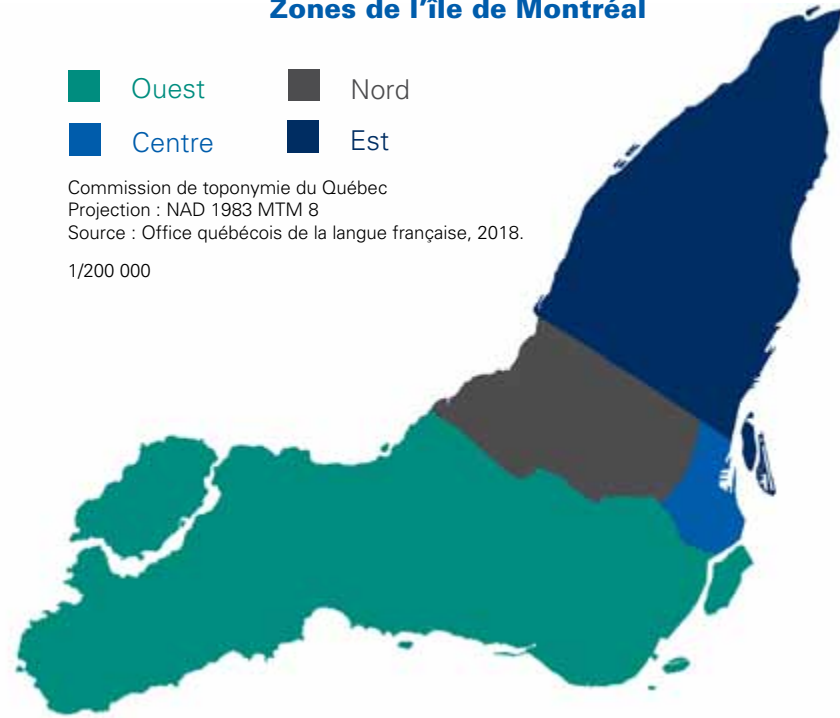 Zones de l'île de Montréal
Ouest
Nord
Centre
Est
Commission de toponymie du Québec
Projection : NAD 1983 MTM 8
Source : Office québécois de la langue française, 2018.
1/200 000